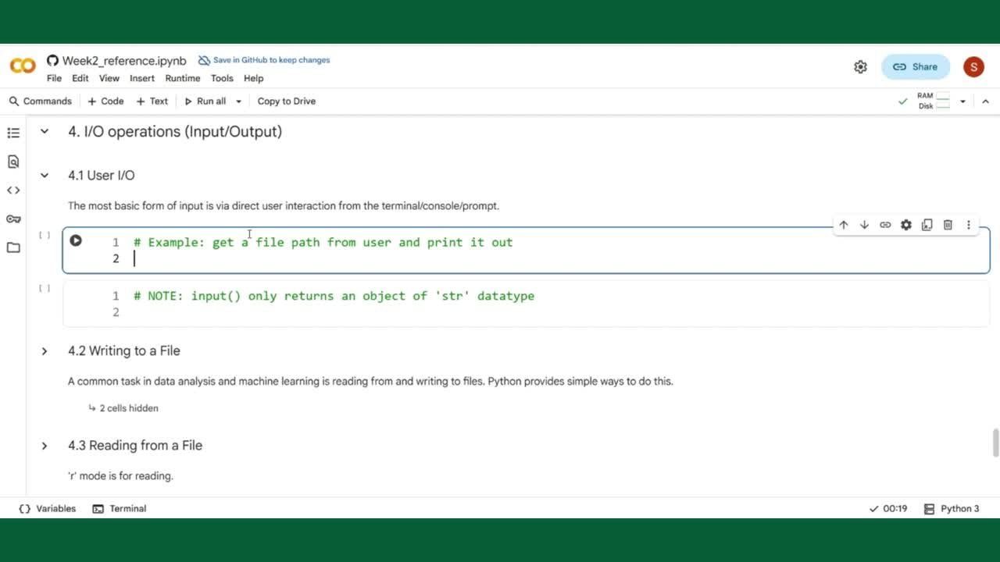 Week2_reference.ipynb Save in GitHub to keep changes
File Edit View Insert Runtime Tools Help
Share
S
Commands + Code + Text Run all Copy to Drive
RAM
Disk
4. I/O operations (Input/Output)
4.1 User I/O
The most basic form of input is via direct user interaction from the terminal/console/prompt.
[ ]
1 # Example: get a file path from user and print it out
2
[ ]
1 # NOTE: input() only returns an object of 'str' datatype
2
4.2 Writing to a File
A common task in data analysis and machine learning is reading from and writing to files. Python provides simple ways to do this.
↳ 2 cells hidden
4.3 Reading from a File
'r' mode is for reading.
{} Variables Terminal 00:19 Python 3